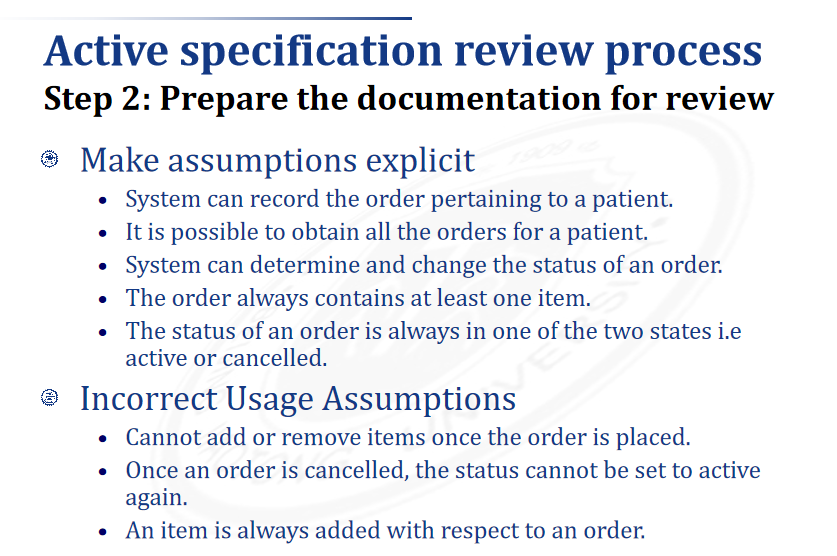 Active specification review process
Step 2: Prepare the documentation for review
Make assumptions explicit
• System can record the order pertaining to a patient.
• It is possible to obtain all the orders for a patient.
• System can determine and change the status of an order.
• The order always contains at least one item.
• The status of an order is always in one of the two states i.e
active or cancelled.
Incorrect Usage Assumptions
• Cannot add or remove items once the order is placed.
• Once an order is cancelled, the status cannot be set to active
again.
• An item is always added with respect to an order.